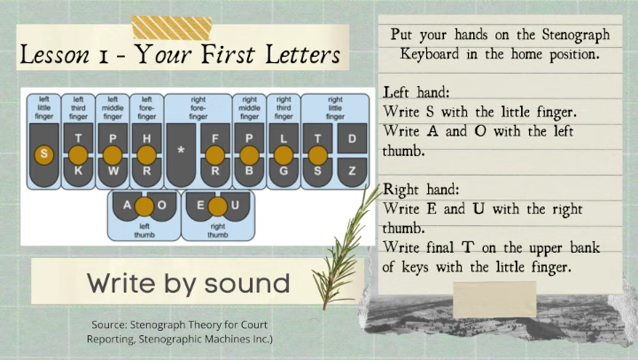 Lesson 1 - Your First Letters
left little finger
left third finger
left middle finger
left fore-finger
right fore-finger
right middle finger
right third finger
right little finger
S T P H * F P L T D
K W R R B G S Z
A O E U
left thumb
right thumb
Write by sound
Source: Stenograph Theory for Court
Reporting, Stenographic Machines Inc.)
Put your hands on the Stenograph
Keyboard in the home position.
Left hand:
Write S with the little finger.
Write A and O with the left
thumb.
Right hand:
Write E and U with the right
thumb.
Write final T on the upper bank
of keys with the little finger.